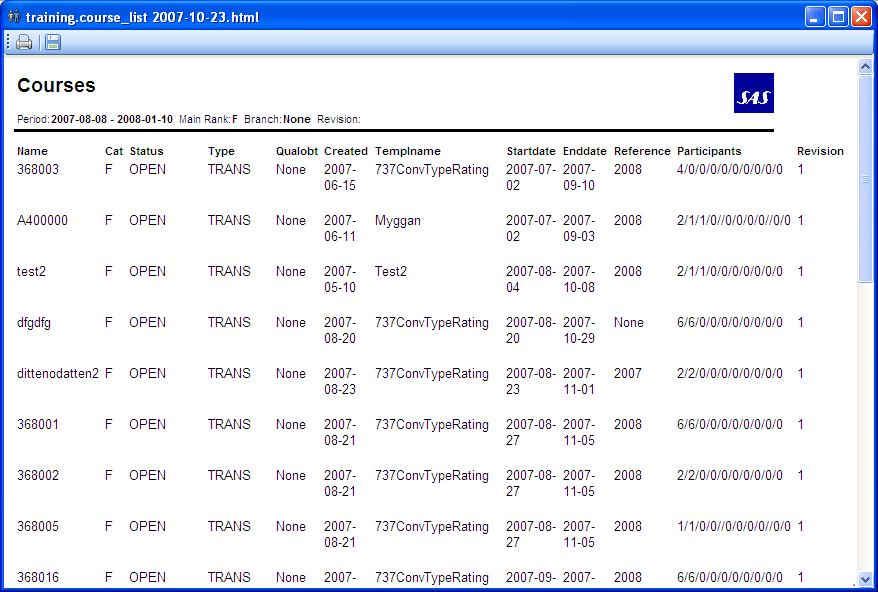 training.course_list 2007-10-23.html
Courses
SAS
Period: 2007-08-08 - 2008-01-10 Main Rank: F Branch: None Revision:
Name Cat Status Type Qualobt Created Templname Startdate Enddate Reference Participants Revision
368003 F OPEN TRANS None 2007- 737ConvTypeRating 2007-07- 2007- 2008 4/0/0/0/0/0/0/0/0/0 1
06-15 02 09-10
A400000 F OPEN TRANS None 2007- Myggan 2007-07- 2007- 2008 2/1/1/0//0/0/0/0//0/0 1
06-11 02 09-03
test2 F OPEN TRANS None 2007- Test2 2007-08- 2007- 2008 2/1/1/0/0/0/0/0/0/0 1
05-10 04 10-08
dfgdfg F OPEN TRANS None 2007- 737ConvTypeRating 2007-08- 2007- None 6/6/0/0/0/0/0/0/0/0 1
08-20 20 10-29
dittenodatten2 F OPEN TRANS None 2007- 737ConvTypeRating 2007-08- 2007- 2007 2/2/0/0/0/0/0/0/0/0 1
08-23 23 11-01
368001 F OPEN TRANS None 2007- 737ConvTypeRating 2007-08- 2007- 2008 6/6/0/0/0/0/0/0/0/0 1
08-21 27 11-05
368002 F OPEN TRANS None 2007- 737ConvTypeRating 2007-08- 2007- 2008 2/2/0/0/0/0/0/0/0/0 1
08-21 27 11-05
368005 F OPEN TRANS None 2007- 737ConvTypeRating 2007-08- 2007- 2008 1/1/0/0//0/0/0/0//0/0 1
08-21 27 11-05
368016 F OPEN TRANS None 2007- 737ConvTypeRating 2007-09- 2007- 2008 6/6/0/0/0/0/0/0/0/0 1